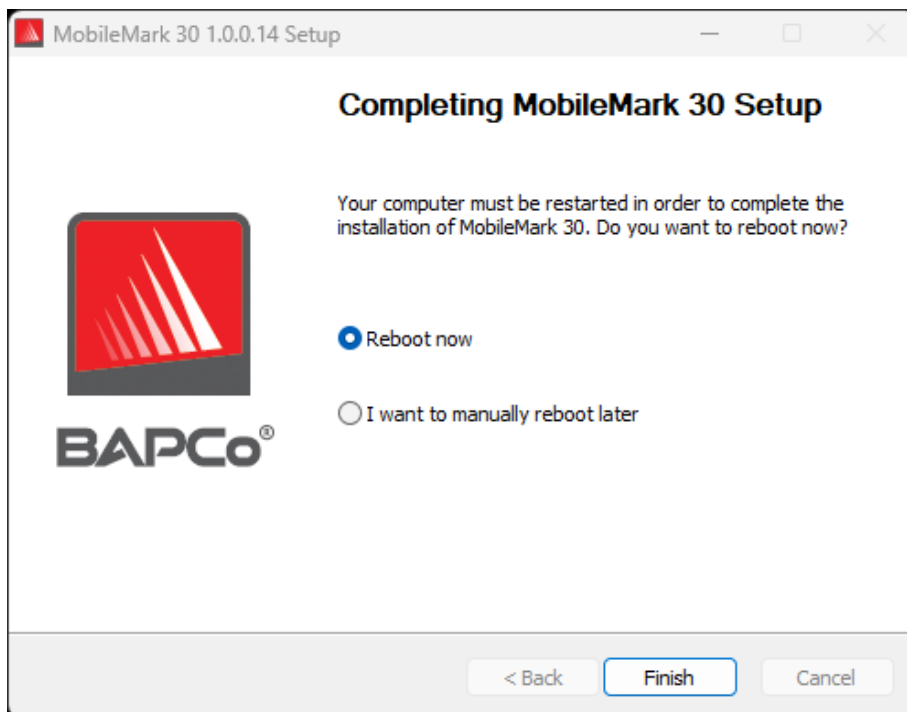 MobileMark 30 1.0.0.14 Setup
Completing MobileMark 30 Setup
Your computer must be restarted in order to complete the
installation of MobileMark 30. Do you want to reboot now?
Reboot now
I want to manually reboot later
BAPCo®
< Back
Finish
Cancel